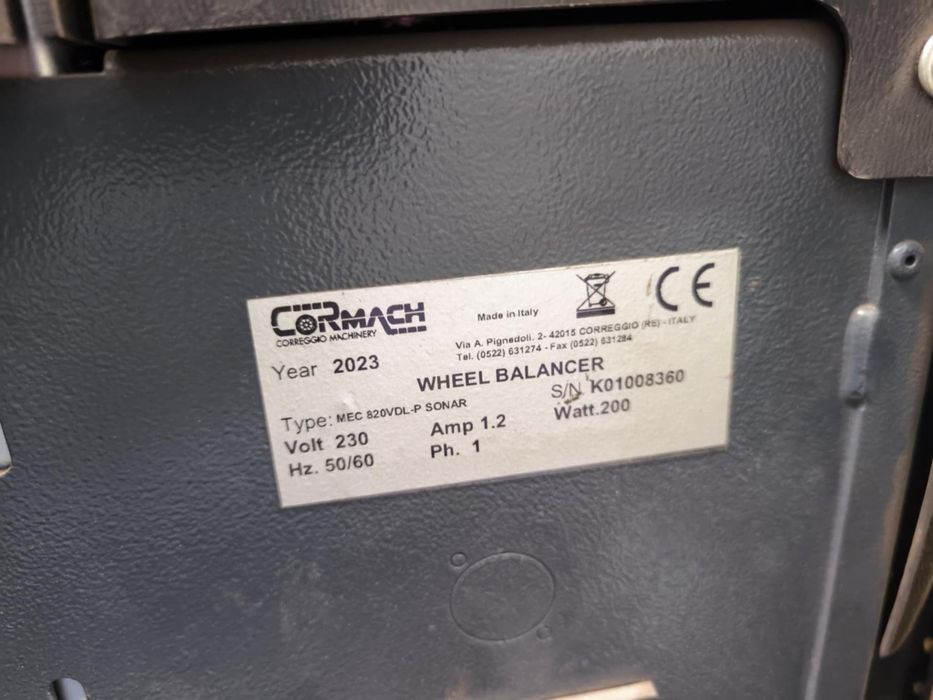 CORMACH
CORREGGIO MACHINERY
Made in Italy
CE
Via A. Pignedoli, 2- 42015 CORREGGIO (RE) - ITALY
Tel. (0522) 631274 - Fax (0522) 631284
Year 2023
WHEEL BALANCER
Type: MEC 820VDL-P SONAR
S/N K01008360
Volt 230
Amp 1.2
Watt.200
Hz. 50/60
Ph. 1